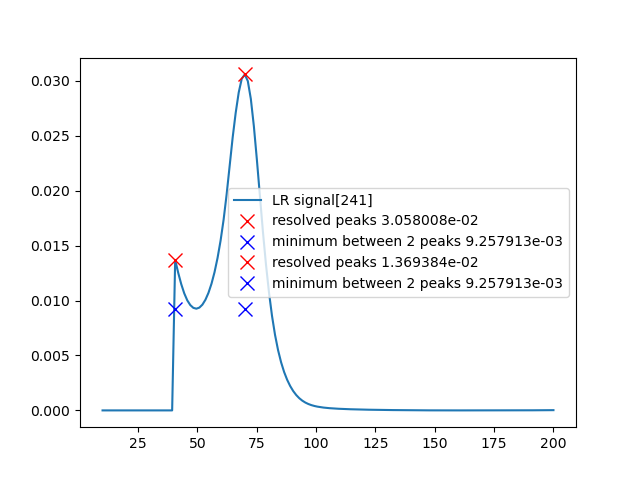 0.030
0.025
0.020
0.015
0.010
0.005
0.000
LR signal[241]
resolved peaks 3.058008e-02
minimum between 2 peaks 9.257913e-03
resolved peaks 1.369384e-02
minimum between 2 peaks 9.257913e-03
25 50 75 100 125 150 175 200